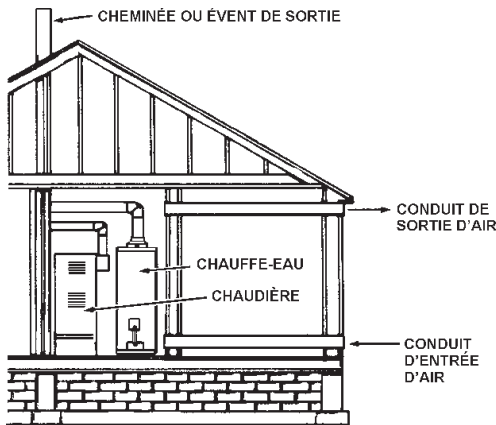 CHEMINÉE OU ÉVENT DE SORTIE
CONDUIT DE
SORTIE D'AIR
CHAUFFE-EAU
CHAUDIÈRE
CONDUIT
D'ENTRÉE
D'AIR